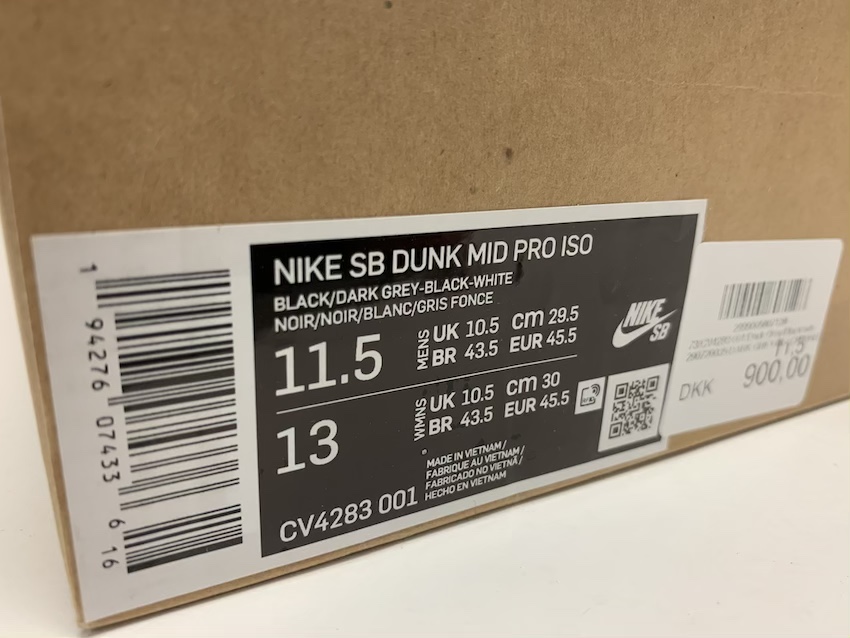 1 94276 07433 6 16
NIKE SB DUNK MID PRO ISO
BLACK/DARK GREY-BLACK-WHITE
NOIR/NOIR/BLANC/GRIS FONCE
11.5
MENS
UK 10.5 cm 29.5
BR 43.5 EUR 45.5
13
WMNS
UK 10.5 cm 30
BR 43.5 EUR 45.5
MADE IN VIETNAM/
FABRIQUE AU VIETNAM/
FABRICADO NO VIETNÃ/
HECHO EN VIETNAM
CV4283 001
NIKE
SB
11.5
DKK 900,00